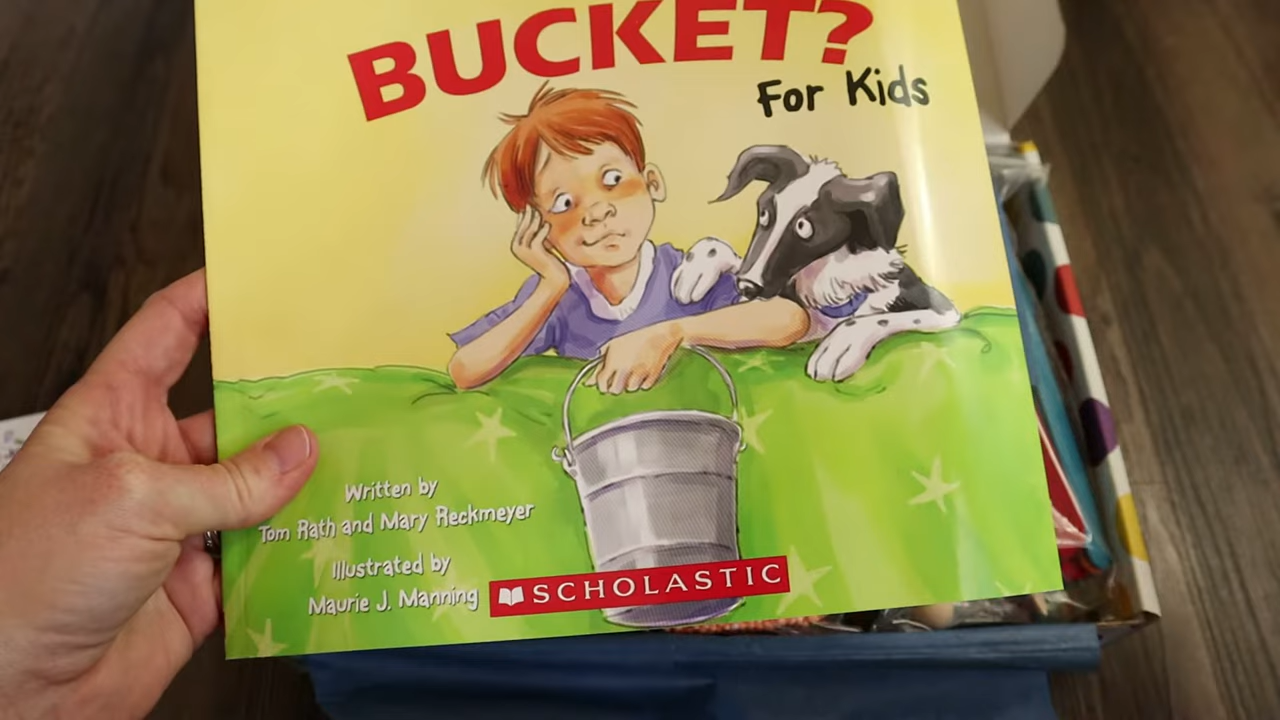 BUCKET?
For Kids
Written by
Tom Rath and Mary Reckmeyer
Illustrated by
Maurie J. Manning
SCHOLASTIC